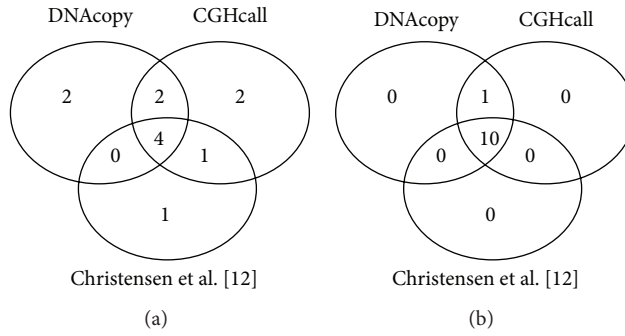 DNAcopy CGHcall
2 2 2
4
0 1
1
Christensen et al. [12]
(a)
DNAcopy CGHcall
0 1 0
10
0 0
0
Christensen et al. [12]
(b)